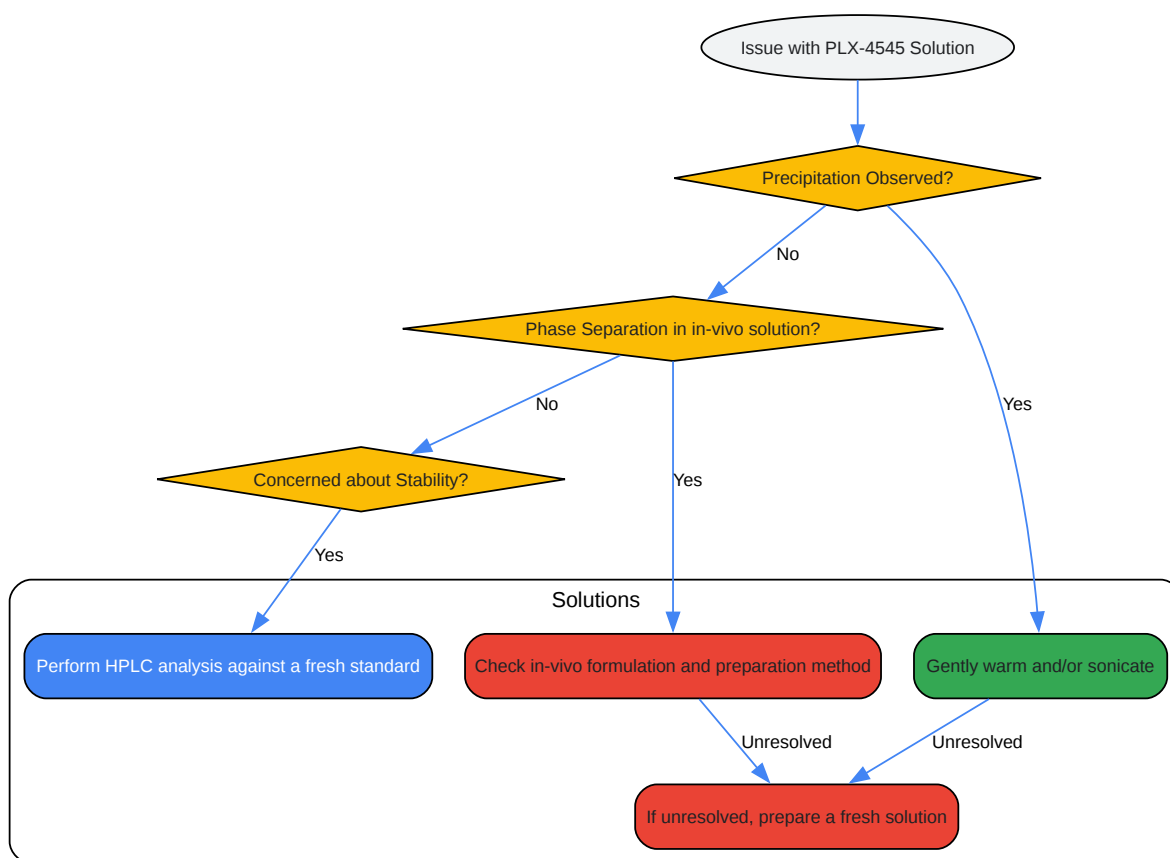 Issue with PLX-4545 Solution
Precipitation Observed?
No
Phase Separation in in-vivo solution?
No
Yes
Concerned about Stability?
Yes
Yes
Solutions
Perform HPLC analysis against a fresh standard
Check in-vivo formulation and preparation method
Gently warm and/or sonicate
Unresolved
Unresolved
If unresolved, prepare a fresh solution